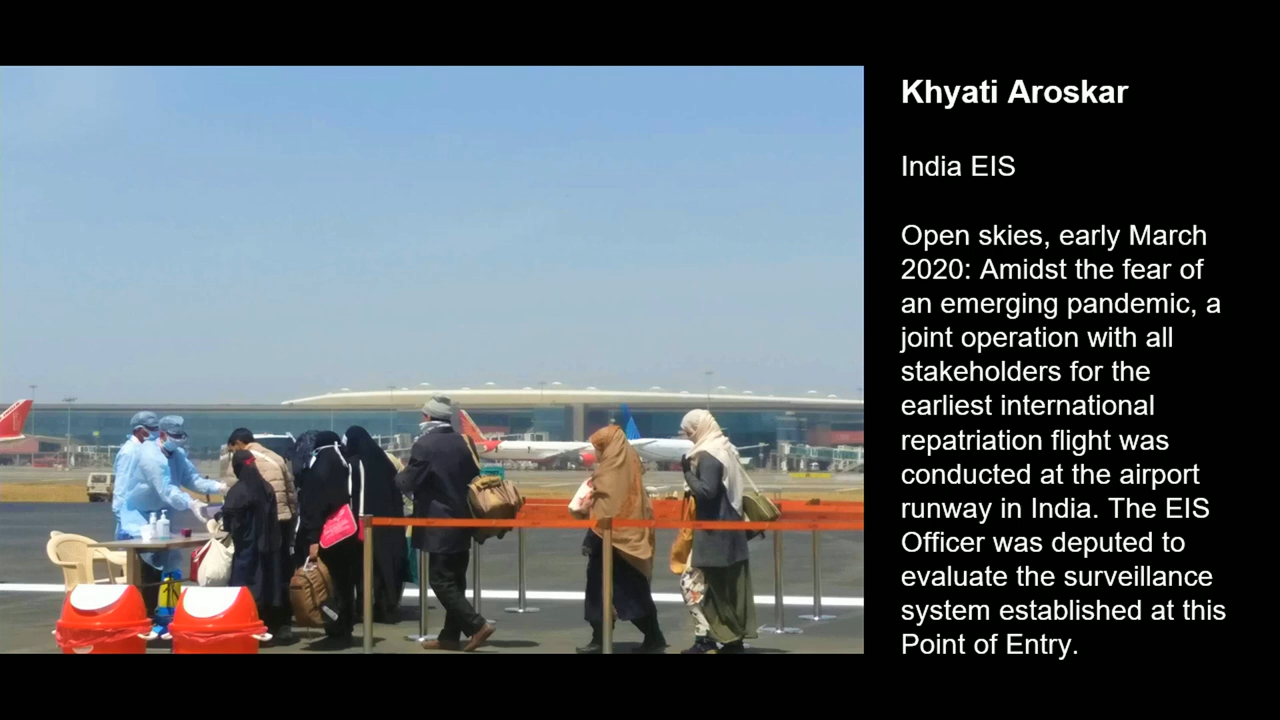 Khyati Aroskar
India EIS
Open skies, early March
2020: Amidst the fear of
an emerging pandemic, a
joint operation with all
stakeholders for the
earliest international
repatriation flight was
conducted at the airport
runway in India. The EIS
Officer was deputed to
evaluate the surveillance
system established at this
Point of Entry.